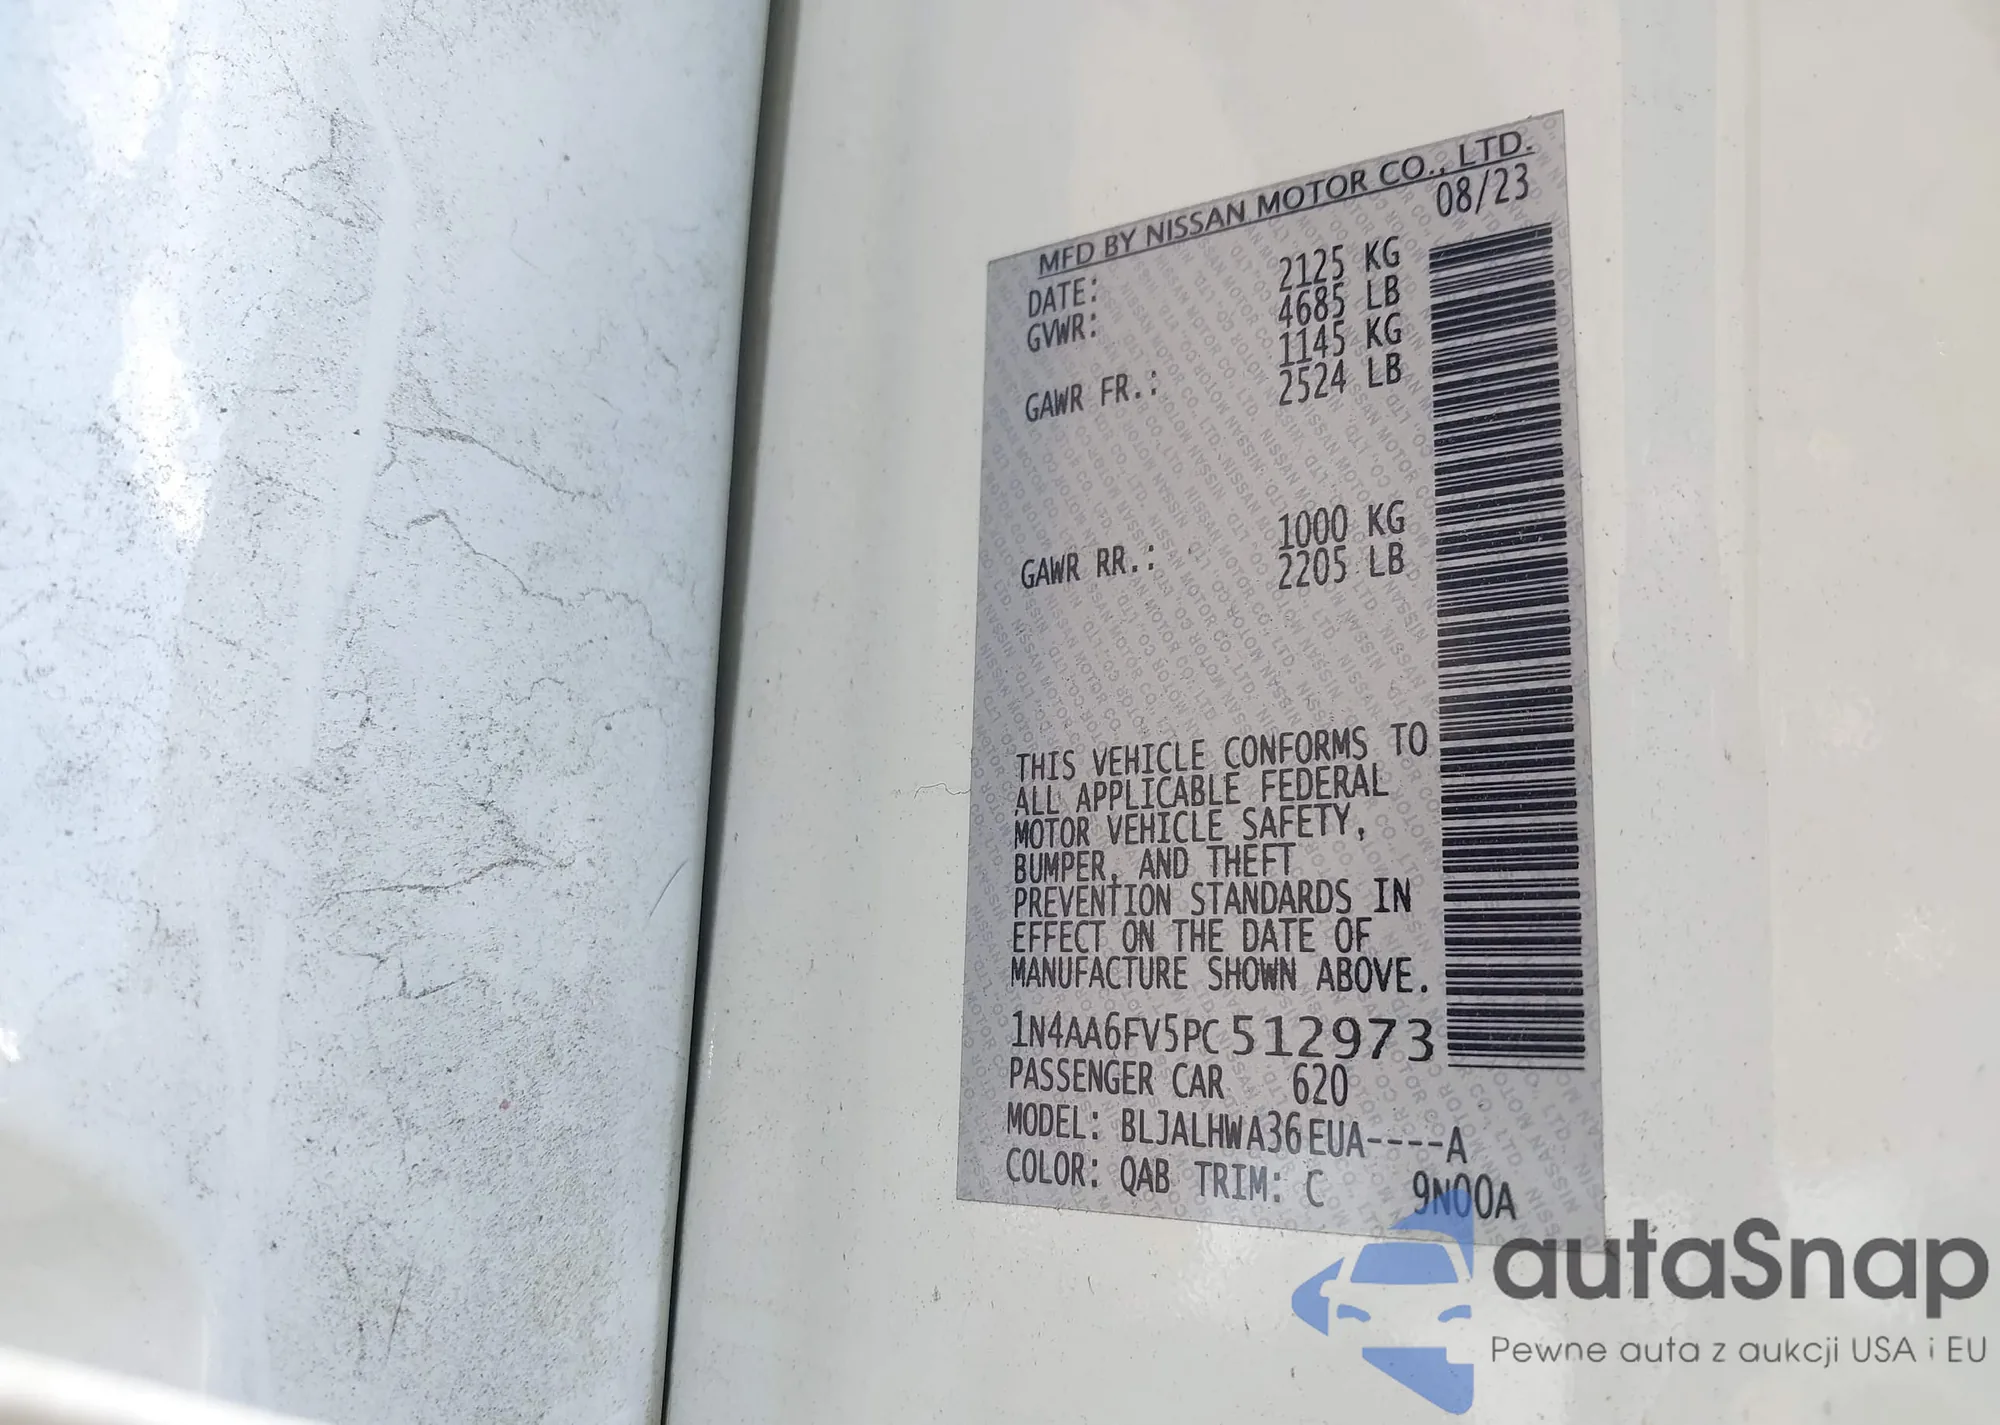 MFD BY NISSAN MOTOR CO., LTD.
DATE: 08/23
GVWR: 2125 KG
4685 LB
GAWR FR.: 1145 KG
2524 LB
GAWR RR.: 1000 KG
2205 LB
THIS VEHICLE CONFORMS TO
ALL APPLICABLE FEDERAL
MOTOR VEHICLE SAFETY,
BUMPER, AND THEFT
PREVENTION STANDARDS IN
EFFECT ON THE DATE OF
MANUFACTURE SHOWN ABOVE.
1N4AA6FV5PC512973
PASSENGER CAR 620
MODEL: BLJALHWA36EUA----A
COLOR: QAB TRIM: C 9N00A
autaSnap
Pewne auta z aukcji USA i EU